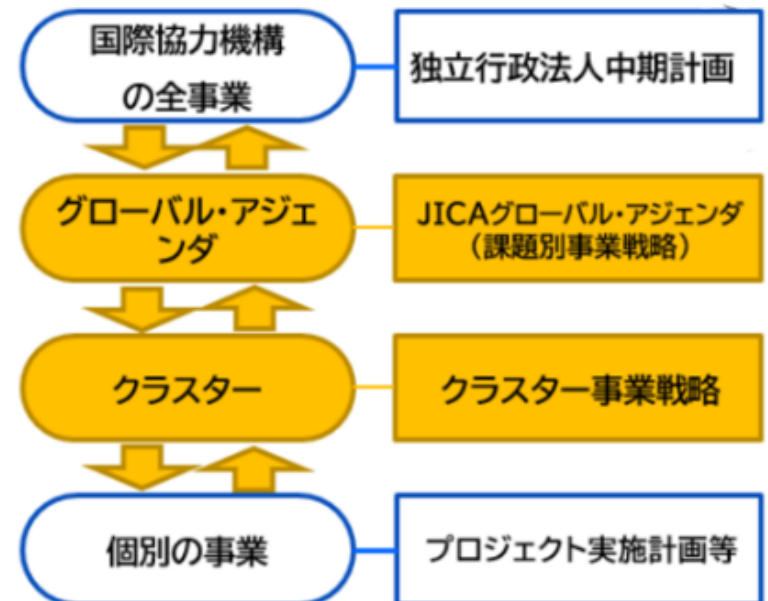 国際協力機構
の全事業
独立行政法人中期計画
グローバル・アジェ
ンダ
JICAグローバル・アジェンダ
（課題別事業戦略）
クラスター
クラスター事業戦略
個別の事業
プロジェクト実施計画等